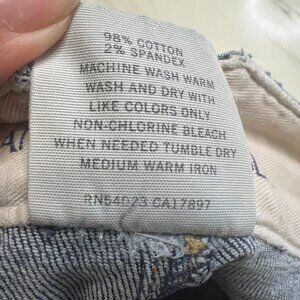 98% COTTON
2% SPANDEX
MACHINE WASH WARM
WASH AND DRY WITH
LIKE COLORS ONLY
NON-CHLORINE BLEACH
WHEN NEEDED TUMBLE DRY
MEDIUM WARM IRON
RN54023 CA17897